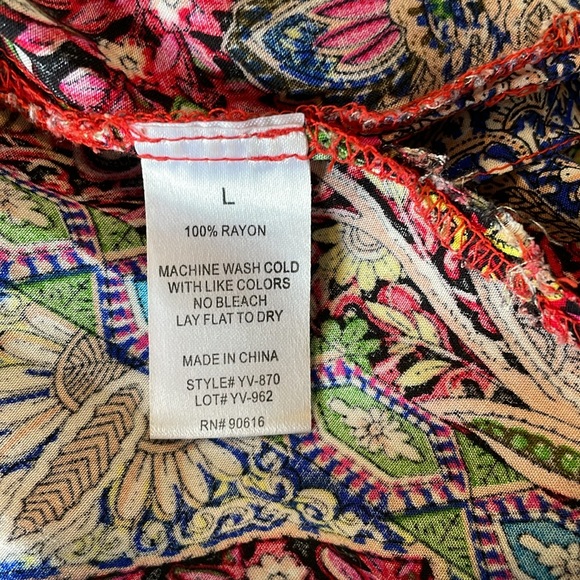 L
100% RAYON
MACHINE WASH COLD
WITH LIKE COLORS
NO BLEACH
LAY FLAT TO DRY
MADE IN CHINA
STYLE# YV-870
LOT# YV-962
RN# 90616